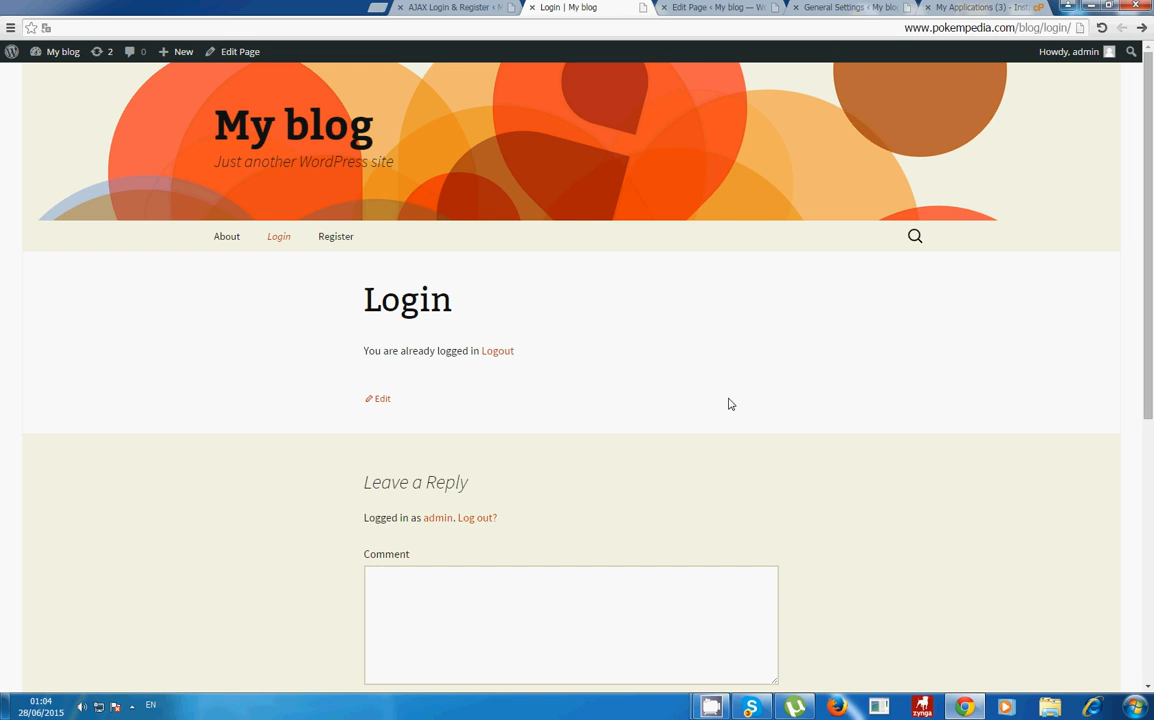 AJAX Login & Register ‹
Login | My blog
Edit Page ‹ My blog —
General Settings ‹ My blog
My Applications (3) - Inst
www.pokempedia.com/blog/login/
My blog
2
0
New
Edit Page
Howdy, admin
My blog
Just another WordPress site
About
Login
Register
Login
You are already logged in Logout
Edit
Leave a Reply
Logged in as admin. Log out?
Comment
01:04
28/06/2015
EN
zynga